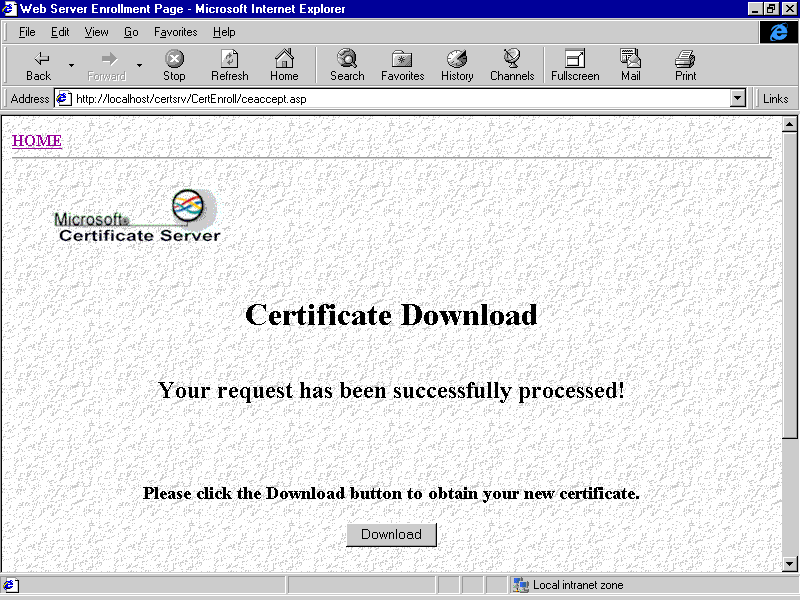 Web Server Enrollment Page - Microsoft Internet Explorer
File Edit View Go Favorites Help
Back Forward Stop Refresh Home Search Favorites History Channels Fullscreen Mail Print
Address http://localhost/certsrv/CertEnroll/ceaccept.asp Links
HOME
Microsoft®
Certificate Server
Certificate Download
Your request has been successfully processed!
Please click the Download button to obtain your new certificate.
Download
Local intranet zone